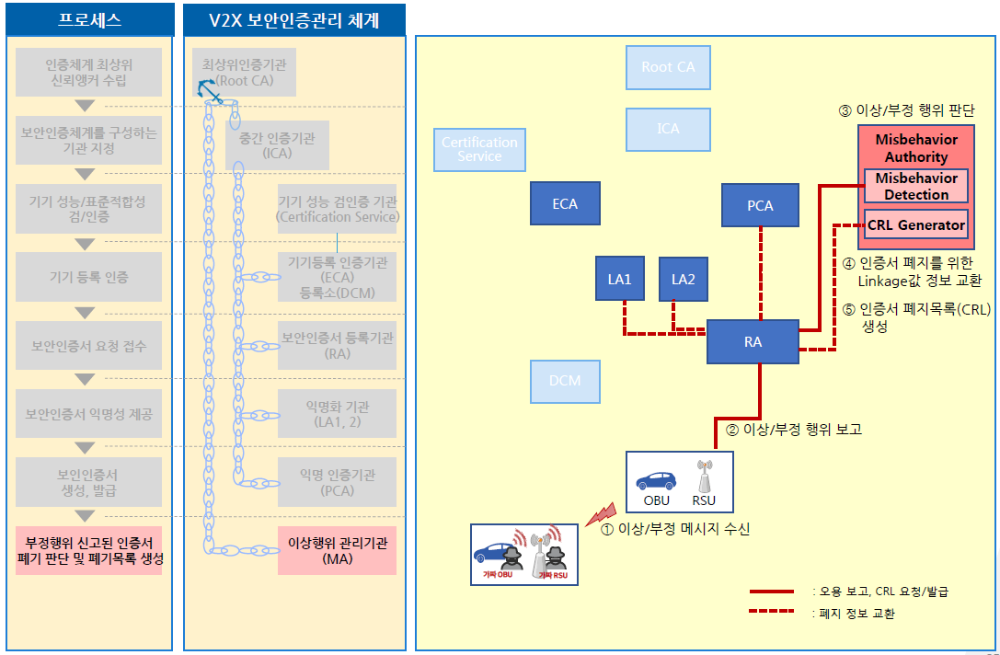 프로세스
인증체계 최상위
신뢰앵커 수립
보안인증체계를 구성하는
기관 지정
기기 성능/표준적합성
검/인증
기기 등록 인증
보안인증서 요청 접수
보안인증서 익명성 제공
보인인증서
생성, 발급
부정행위 신고된 인증서
폐기 판단 및 폐기목록 생성
V2X 보안인증관리 체계
최상위인증기관
(Root CA)
중간 인증기관
(ICA)
기기 성능 검인증 기관
(Certification Service)
기기등록 인증기관
(ECA)
등록소(DCM)
보안인증서 등록기관
(RA)
익명화 기관
(LA1, 2)
익명 인증기관
(PCA)
이상행위 관리기관
(MA)
Root CA
ICA
Certification
Service
ECA
PCA
LA1
LA2
RA
DCM
③ 이상/부정 행위 판단
Misbehavior
Authority
Misbehavior
Detection
CRL Generator
④ 인증서 폐지를 위한
Linkage값 정보 교환
⑤ 인증서 폐지목록(CRL)
생성
② 이상/부정 행위 보고
OBU
RSU
① 이상/부정 메시지 수신
가짜 OBU
가짜 RSU
: 오용 보고, CRL 요청/발급
: 폐지 정보 교환